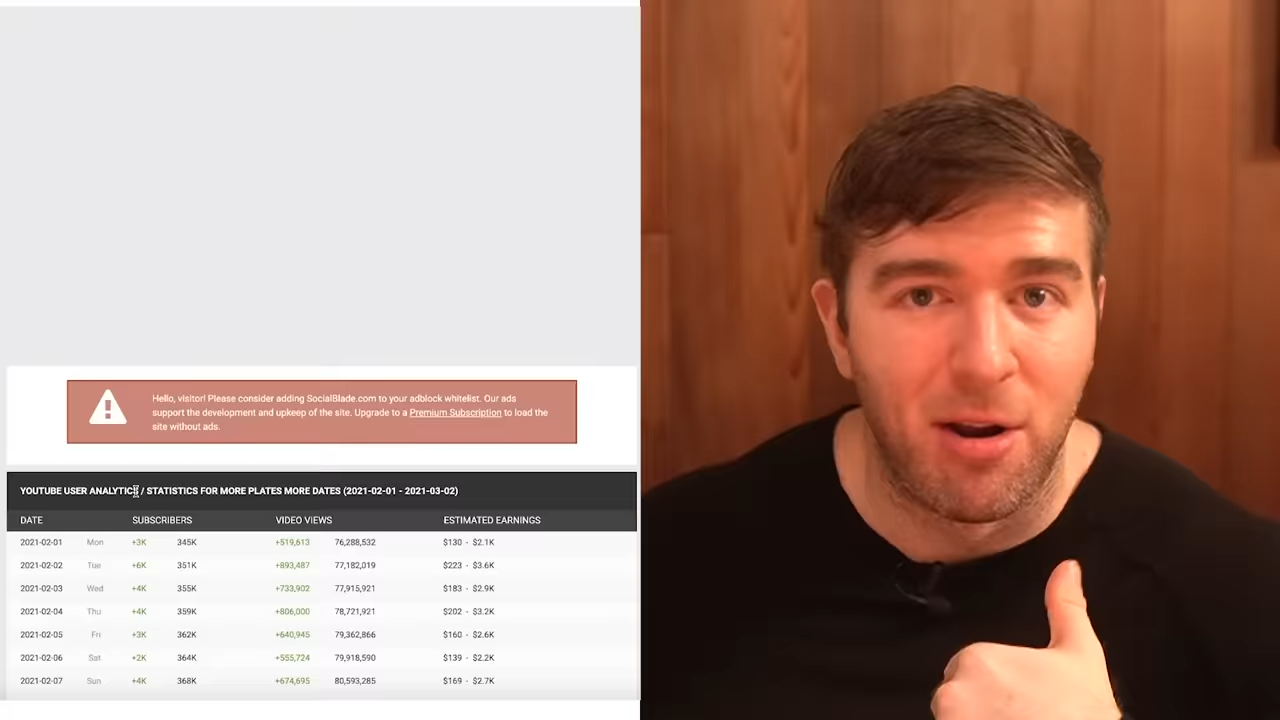 Hello, visitor! Please consider adding SocialBlade.com to your adblock whitelist. Our ads
support the development and upkeep of the site. Upgrade to a Premium Subscription to load the
site without ads.
YOUTUBE USER ANALYTICS / STATISTICS FOR MORE PLATES MORE DATES (2021-02-01 - 2021-03-02)
DATE SUBSCRIBERS VIDEO VIEWS ESTIMATED EARNINGS
2021-02-01 Mon +3K 345K +519,613 76,288,532 $130 - $2.1K
2021-02-02 Tue +6K 351K +893,487 77,182,019 $223 - $3.6K
2021-02-03 Wed +4K 355K +733,902 77,915,921 $183 - $2.9K
2021-02-04 Thu +4K 359K +806,000 78,721,921 $202 - $3.2K
2021-02-05 Fri +3K 362K +640,945 79,362,866 $160 - $2.6K
2021-02-06 Sat +2K 364K +555,724 79,918,590 $139 - $2.2K
2021-02-07 Sun +4K 368K +674,695 80,593,285 $169 - $2.7K